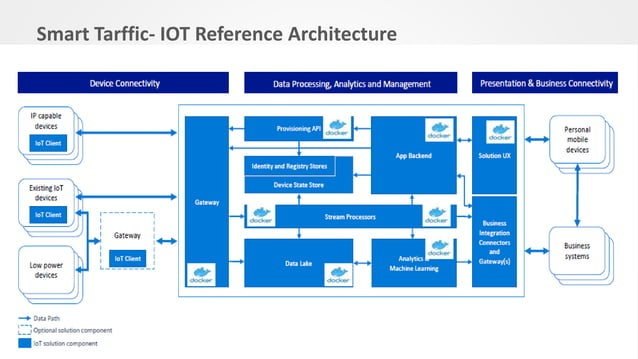 Smart Tarffic- IOT Reference Architecture
Device Connectivity
Data Processing, Analytics and Management
Presentation & Business Connectivity
IP capable
devices
IoT Client
Existing IoT
devices
IoT Client
Low power
devices
Gateway
IoT Client
Gateway
docker
Provisioning API
docker
Identity and Registry Stores
Device State Store
App Backend
docker
docker
Stream Processors
docker
Data Lake
docker
Analytics
Machine Learning
docker
docker
Solution UX
Business
Integration
Connectors
and
Gateway(s)
Personal
mobile
devices
Business
systems
Data Path
Optional solution component
IoT solution component